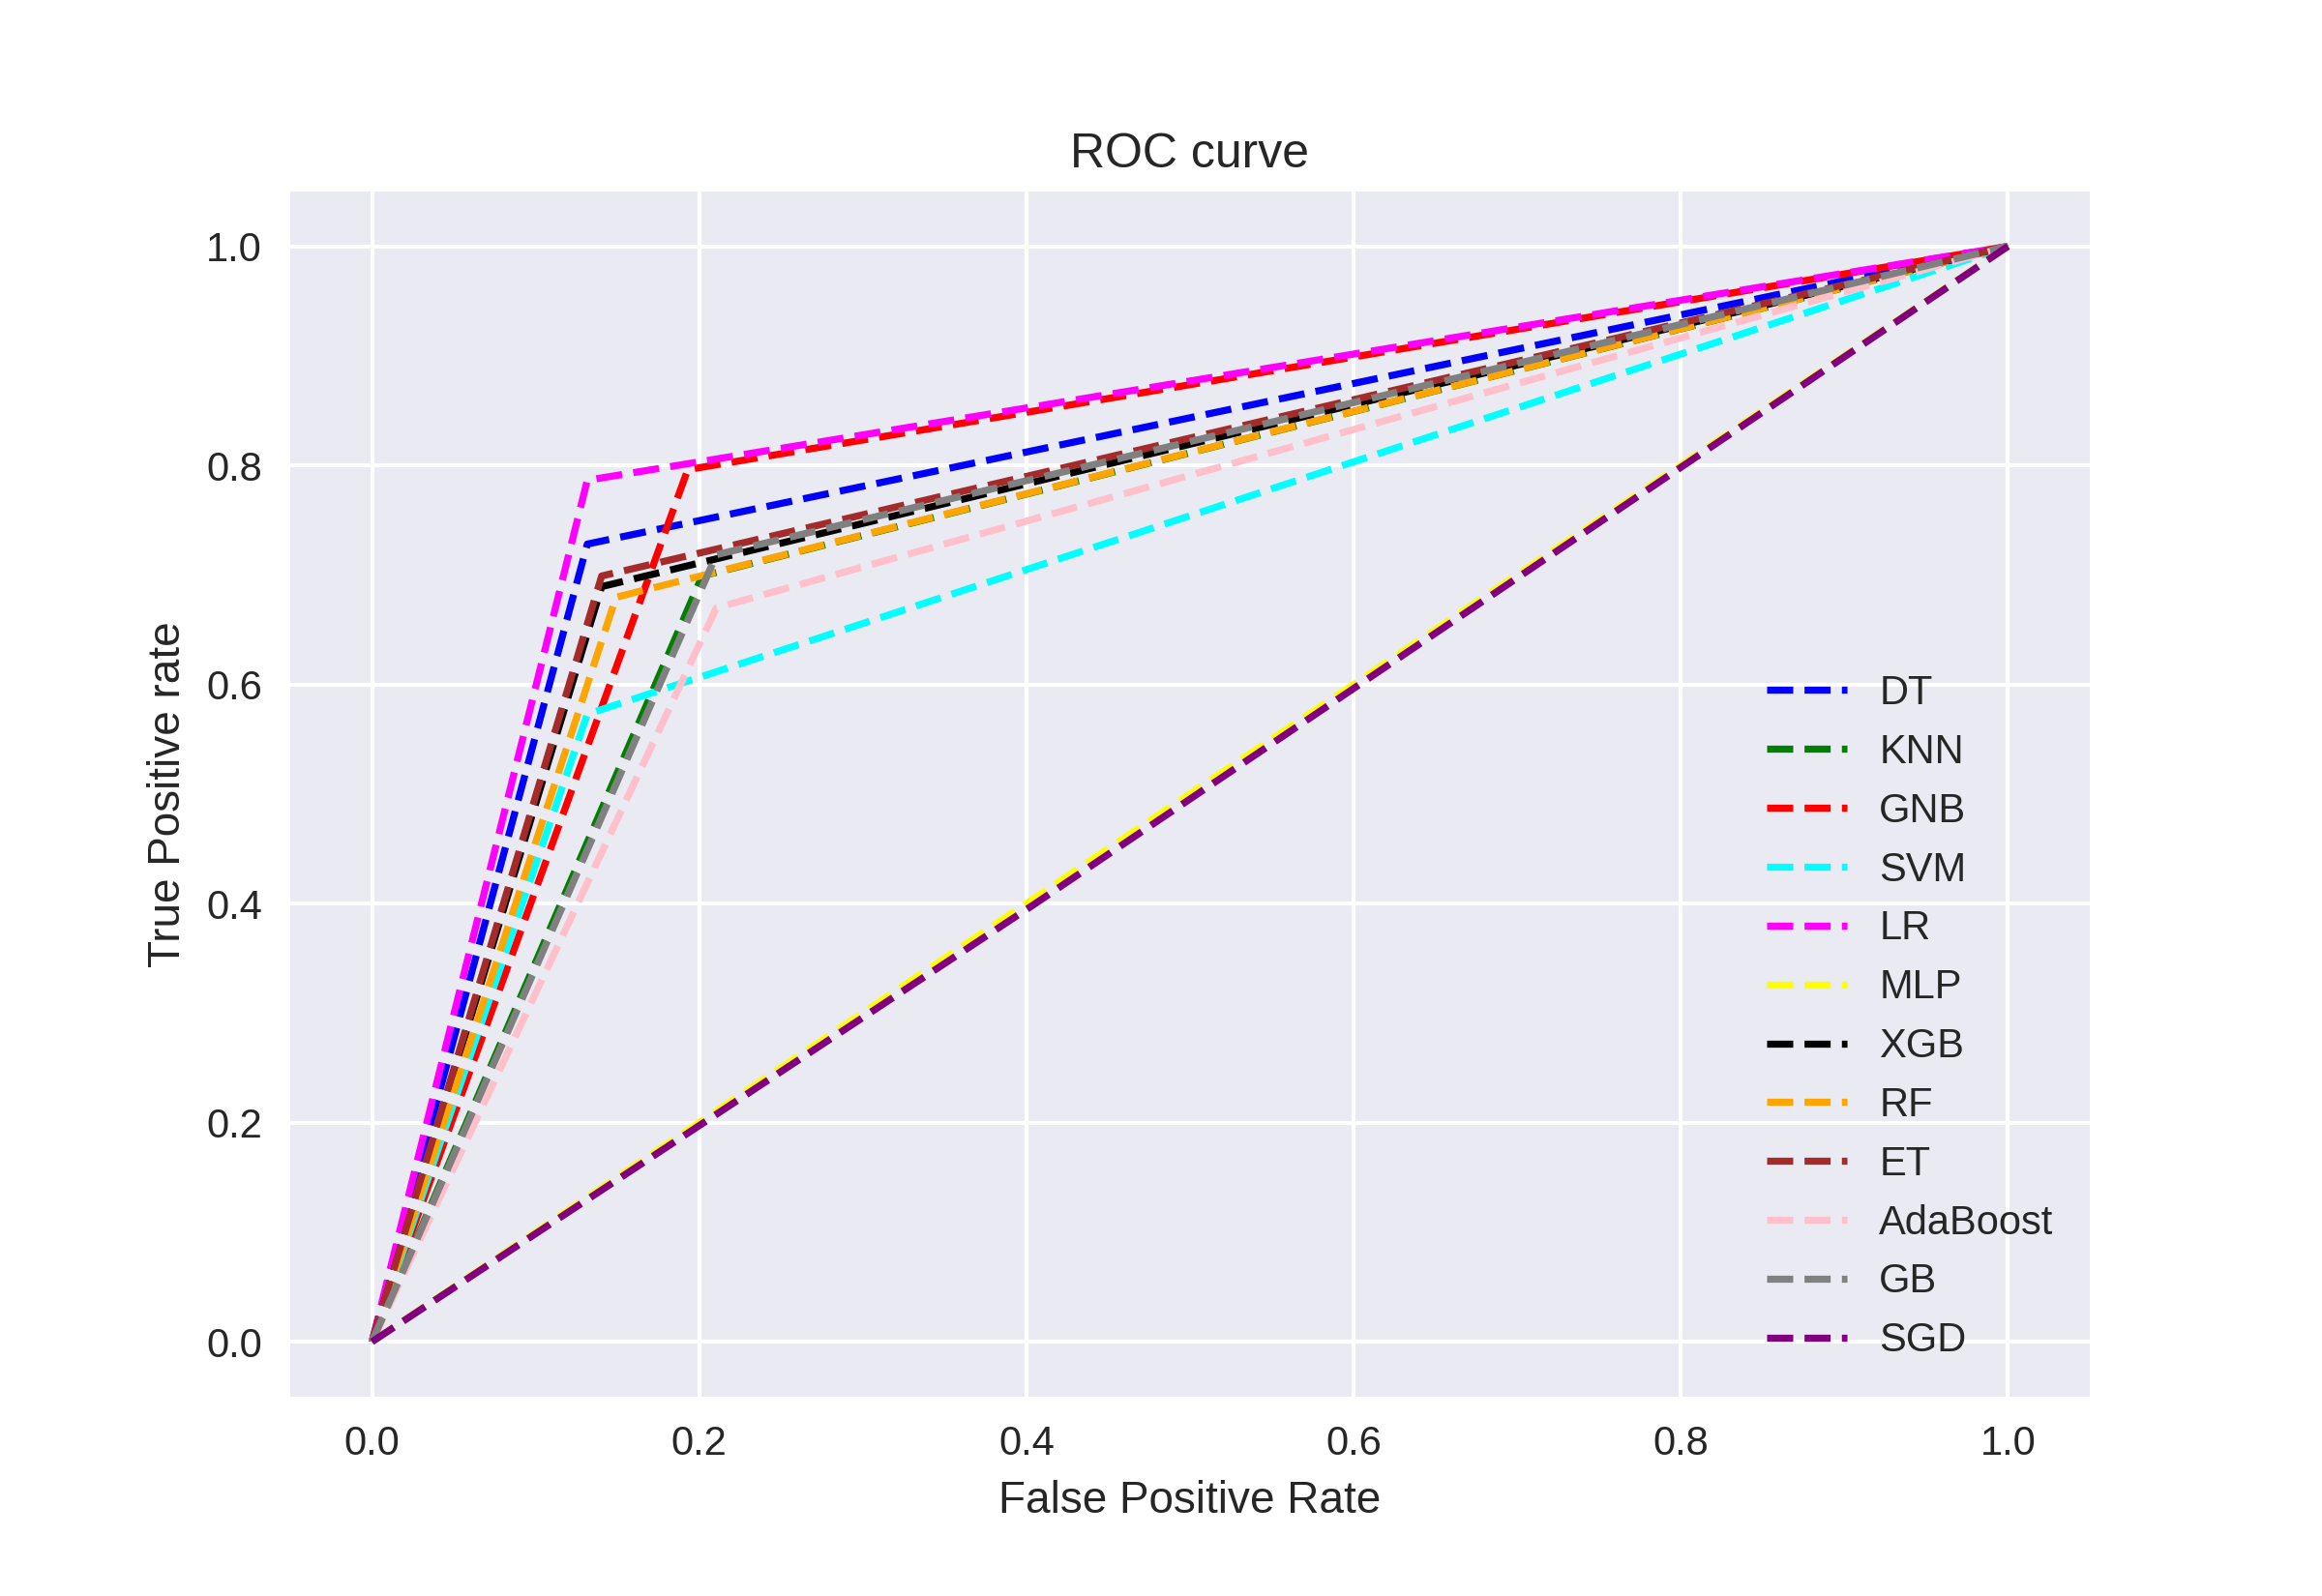 ROC curve
1.0
0.8
0.6
0.4
0.2
0.0
True Positive rate
DT
KNN
GNB
SVM
LR
MLP
XGB
RF
ET
AdaBoost
GB
SGD
0.0 0.2 0.4 0.6 0.8 1.0
False Positive Rate